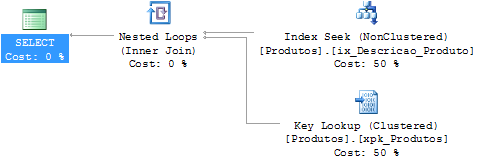 SELECT
Cost: 0 %
Nested Loops
(Inner Join)
Cost: 0 %
Index Seek (NonClustered)
[Produtos].[ix_Descricao_Produto]
Cost: 50 %
Key Lookup (Clustered)
[Produtos].[xpk_Produtos]
Cost: 50 %